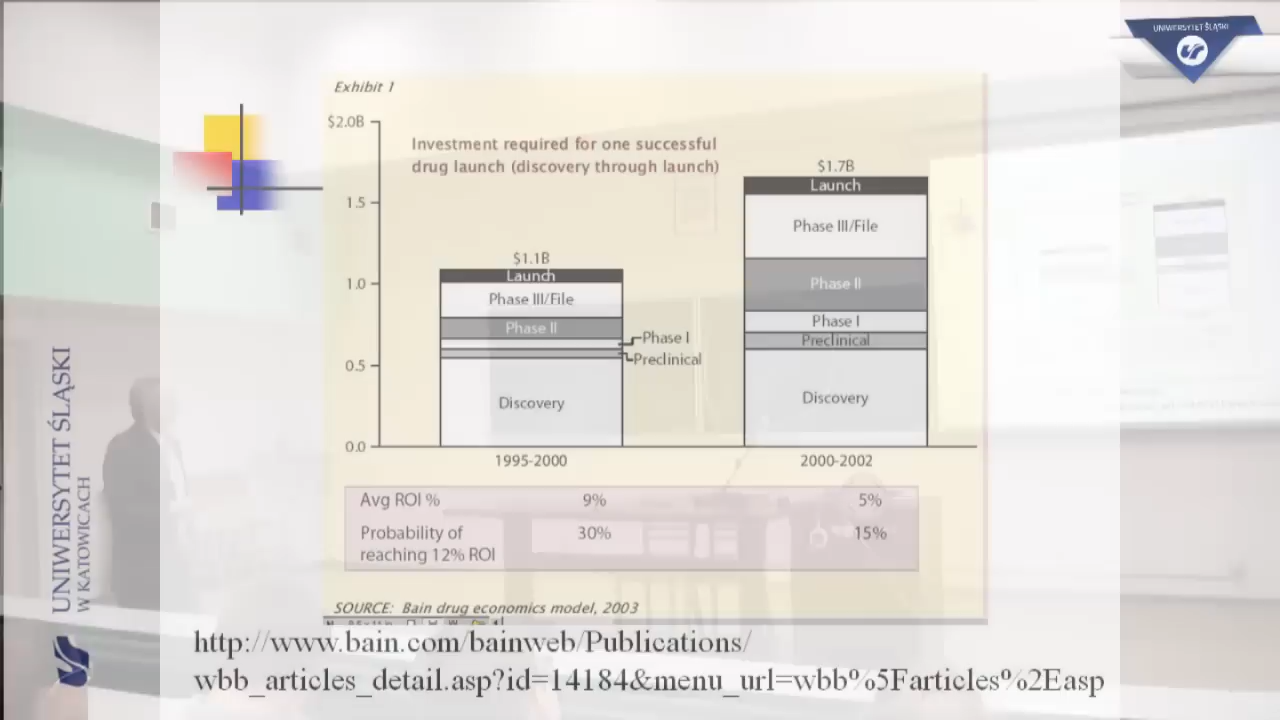 UNIWERSYTET ŚLĄSKI
Exhibit 1
$2.0B
Investment required for one successful
drug launch (discovery through launch)
1.5
1.0
0.5
0.0
$1.1B
Launch
Phase III/File
Phase II
Phase I
Preclinical
Discovery
1995-2000
$1.7B
Launch
Phase III/File
Phase II
Phase I
Preclinical
Discovery
2000-2002
Avg ROI % 9% 5%
Probability of
reaching 12% ROI 30% 15%
SOURCE: Bain drug economics model, 2003
http://www.bain.com/bainweb/Publications/
wbb_articles_detail.asp?id=14184&menu_url=wbb%5Farticles%2Easp
UNIWERSYTET ŚLĄSKI
W KATOWICACH